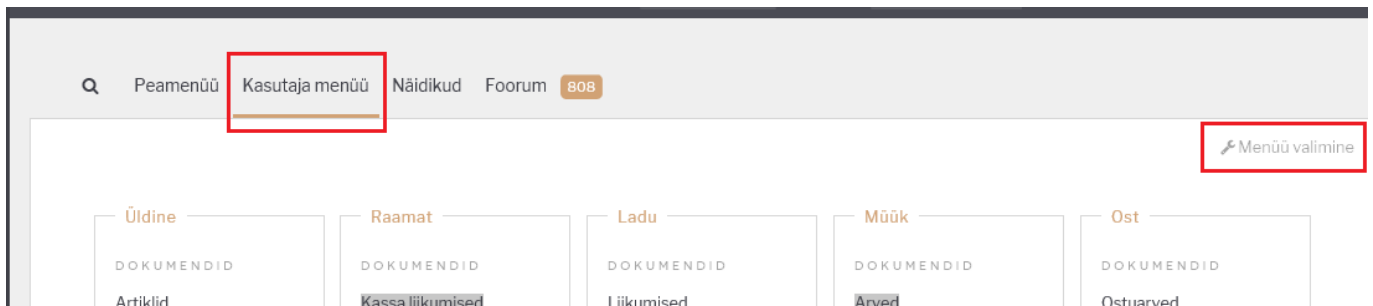 Peamenüü Kasutaja menüü Näidikud Foorum 808
Menüü valimine
Üldine Raamat Ladu Müük Ost
DOKUMENDID DOKUMENDID DOKUMENDID DOKUMENDID DOKUMENDID
Artiklid Kassa liikumised Liikumised Arved Ostuarved